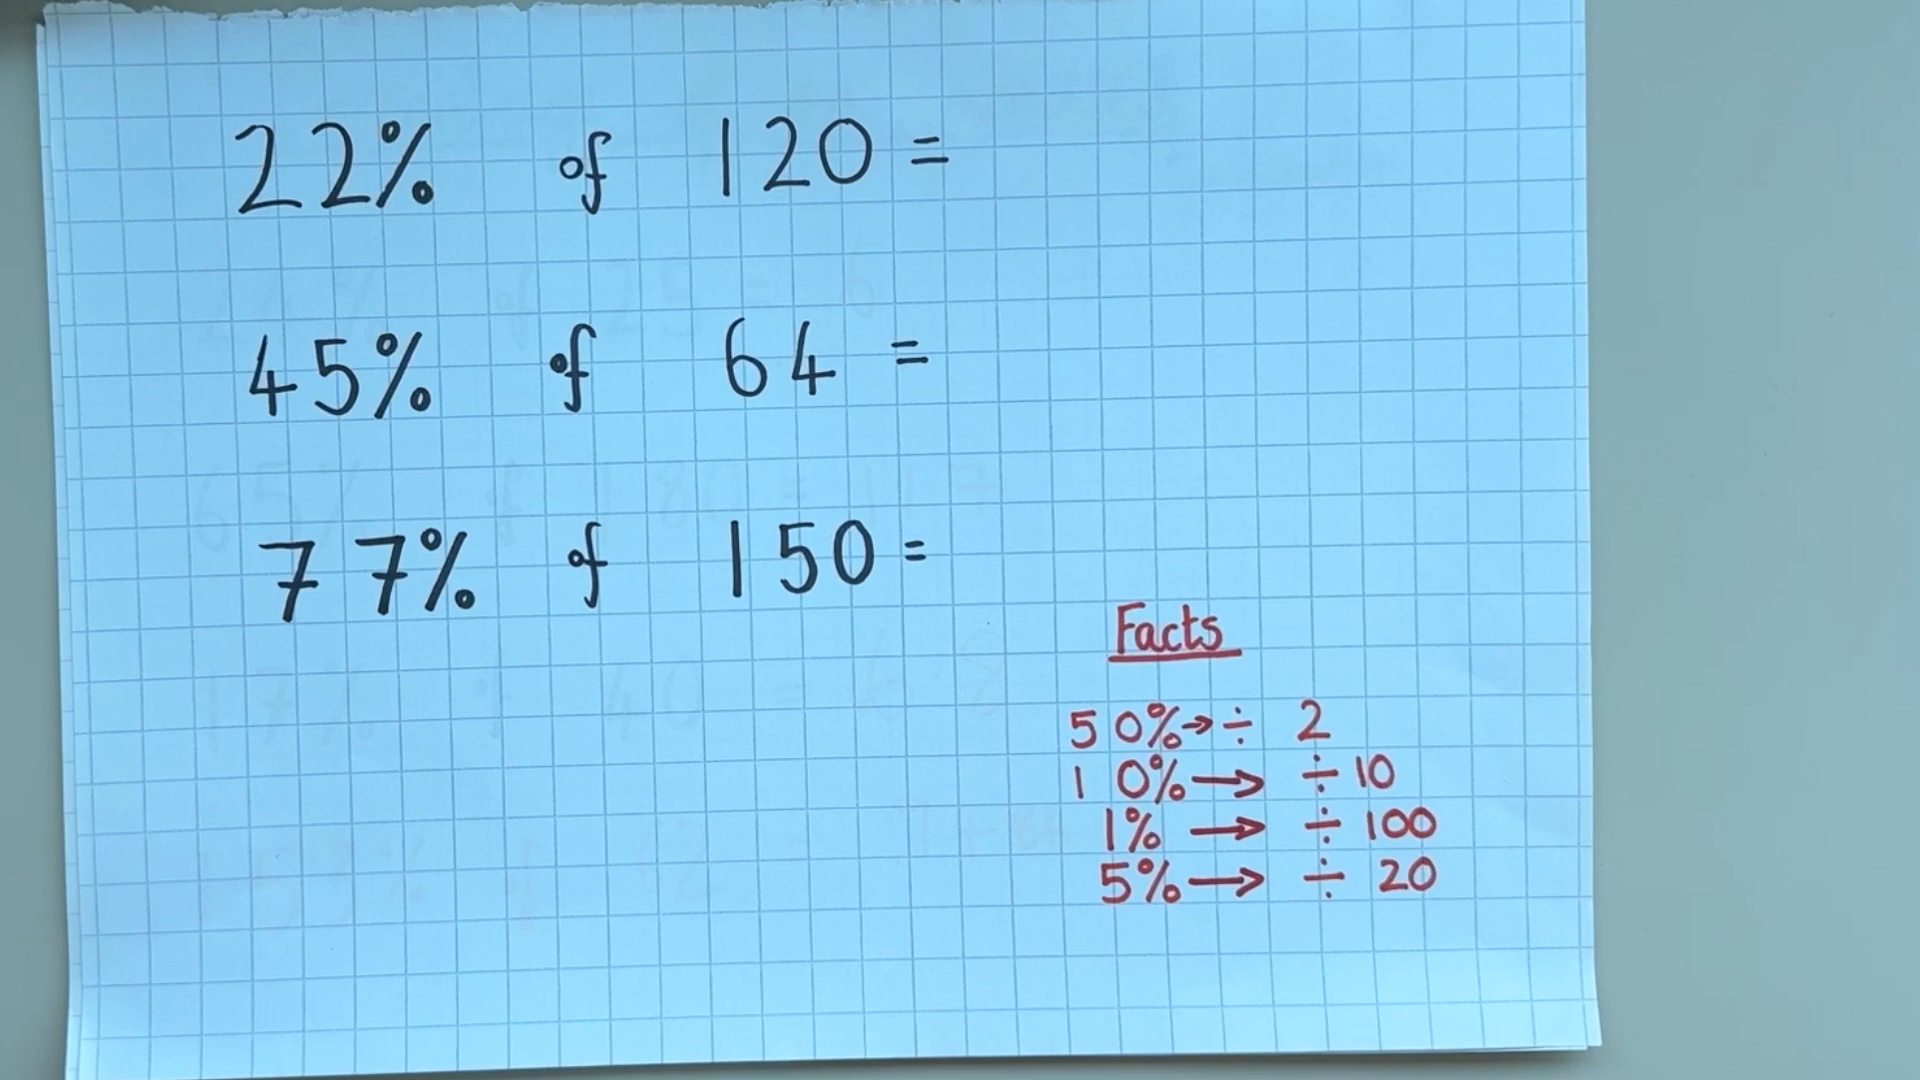 22% of 120 =
45% of 64 =
77% of 150 =
Facts
50% → ÷ 2
10% → ÷ 10
1% → ÷ 100
5% → ÷ 20